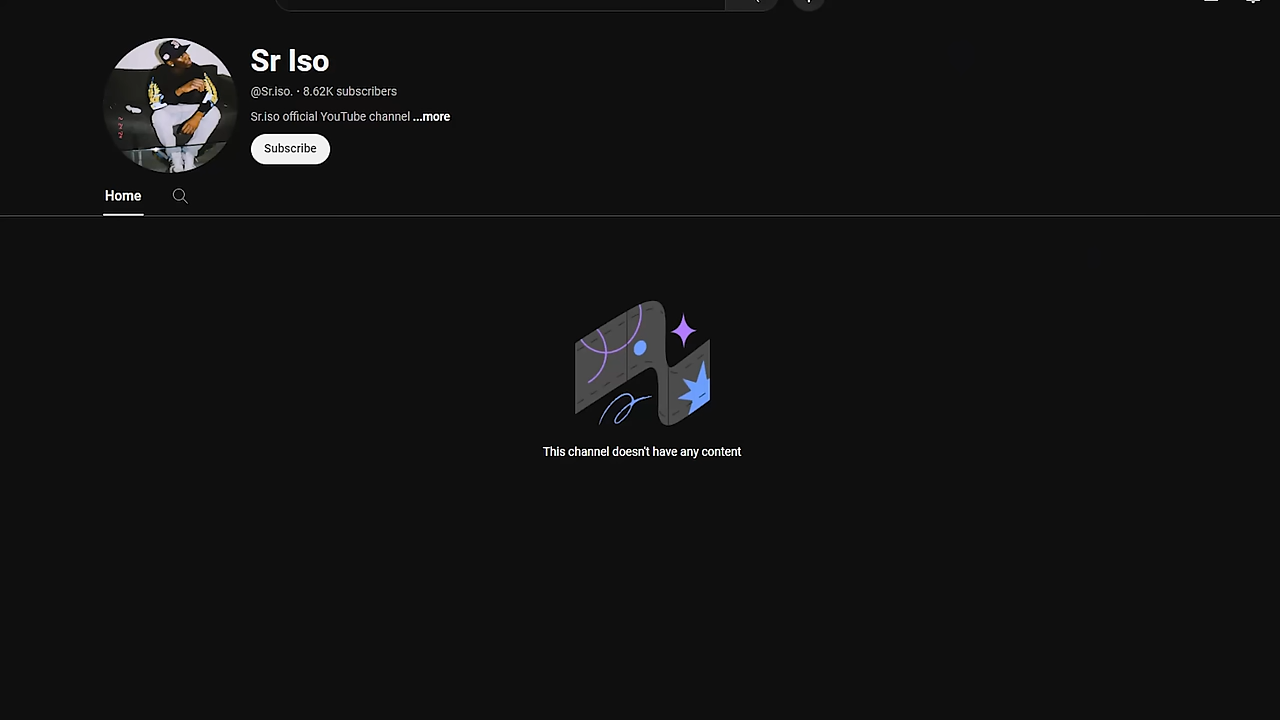 Sr Iso
@Sr.iso. • 8.62K subscribers
Sr.iso official YouTube channel ...more
Subscribe
Home
This channel doesn't have any content